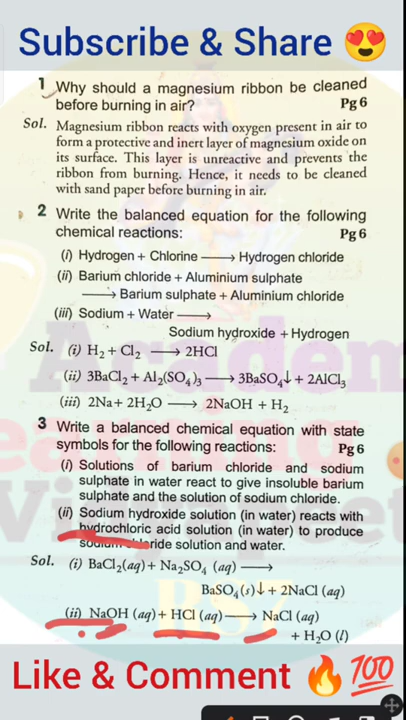 Subscribe & Share 😍
1 Why should a magnesium ribbon be cleaned
before burning in air? Pg 6
Sol. Magnesium ribbon reacts with oxygen present in air to
form a protective and inert layer of magnesium oxide on
its surface. This layer is unreactive and prevents the
ribbon from burning. Hence, it needs to be cleaned
with sand paper before burning in air.
2 Write the balanced equation for the following
chemical reactions: Pg 6
(i) Hydrogen + Chlorine ⟶ Hydrogen chloride
(ii) Barium chloride + Aluminium sulphate
⟶ Barium sulphate + Aluminium chloride
(iii) Sodium + Water ⟶
Sodium hydroxide + Hydrogen
Sol. (i) H₂ + Cl₂ ⟶ 2HCl
(ii) 3BaCl₂ + Al₂(SO₄)₃ ⟶ 3BaSO₄↓ + 2AlCl₃
(iii) 2Na + 2H₂O ⟶ 2NaOH + H₂
3 Write a balanced chemical equation with state
symbols for the following reactions: Pg 6
(i) Solutions of barium chloride and sodium
sulphate in water react to give insoluble barium
sulphate and the solution of sodium chloride.
(ii) Sodium hydroxide solution (in water) reacts with
hydrochloric acid solution (in water) to produce
solution and water.
Sol. (i) BaCl₂(aq) + Na₂SO₄ (aq) ⟶
BaSO₄(s)↓ + 2NaCl (aq)
(ii) NaOH (aq) + HCl (aq) ⟶ NaCl (aq)
+ H₂O (l)
Like & Comment 🔥 💯